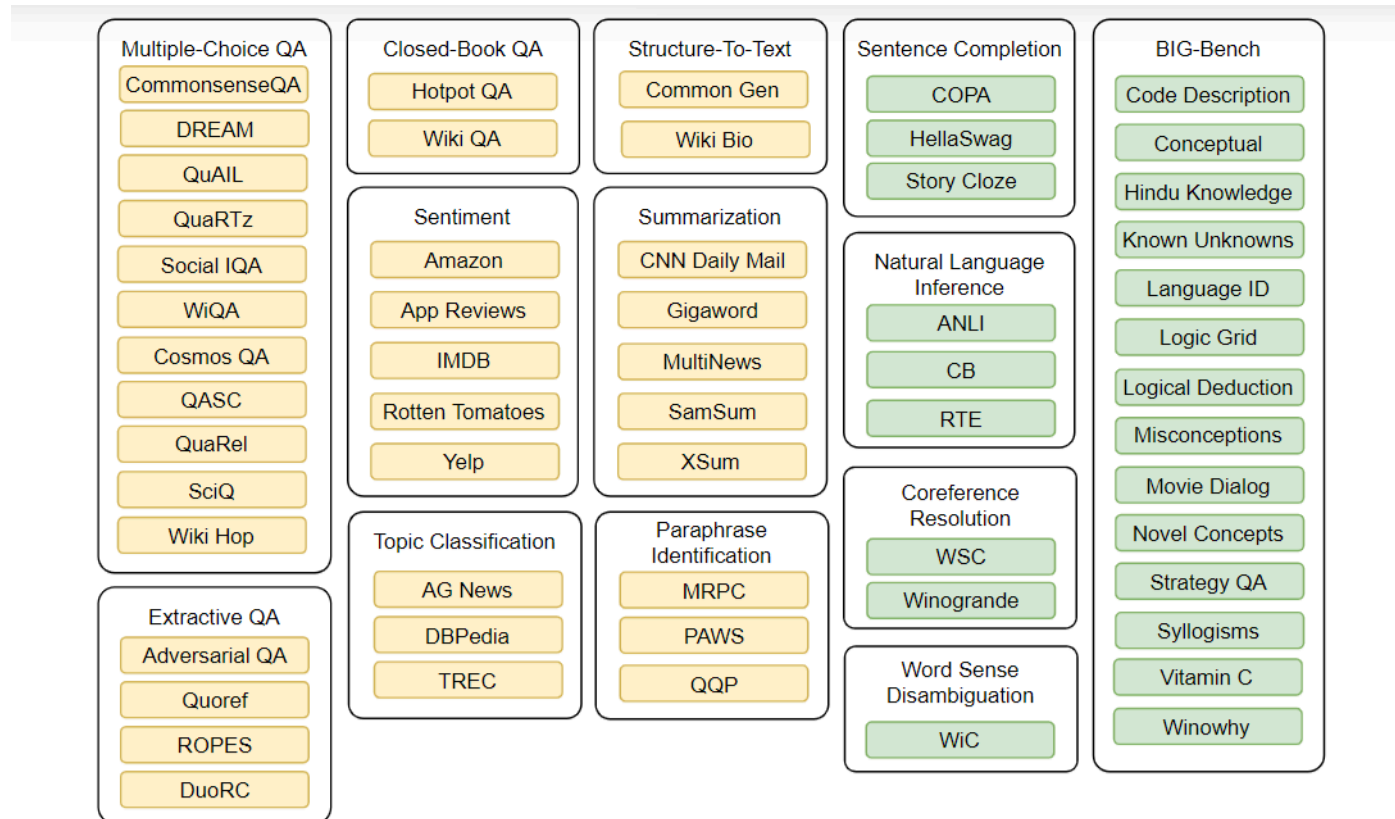 Multiple-Choice QA
CommonsenseQA
DREAM
QuAIL
QuaRTz
Social IQA
WiQA
Cosmos QA
QASC
QuaRel
SciQ
Wiki Hop
Extractive QA
Adversarial QA
Quoref
ROPES
DuoRC
Closed-Book QA
Hotpot QA
Wiki QA
Sentiment
Amazon
App Reviews
IMDB
Rotten Tomatoes
Yelp
Topic Classification
AG News
DBPedia
TREC
Structure-To-Text
Common Gen
Wiki Bio
Summarization
CNN Daily Mail
Gigaword
MultiNews
SamSum
XSum
Paraphrase
Identification
MRPC
PAWS
QQP
Sentence Completion
COPA
HellaSwag
Story Cloze
Natural Language
Inference
ANLI
CB
RTE
Coreference
Resolution
WSC
Winogrande
Word Sense
Disambiguation
WiC
BIG-Bench
Code Description
Conceptual
Hindu Knowledge
Known Unknowns
Language ID
Logic Grid
Logical Deduction
Misconceptions
Movie Dialog
Novel Concepts
Strategy QA
Syllogisms
Vitamin C
Winowhy